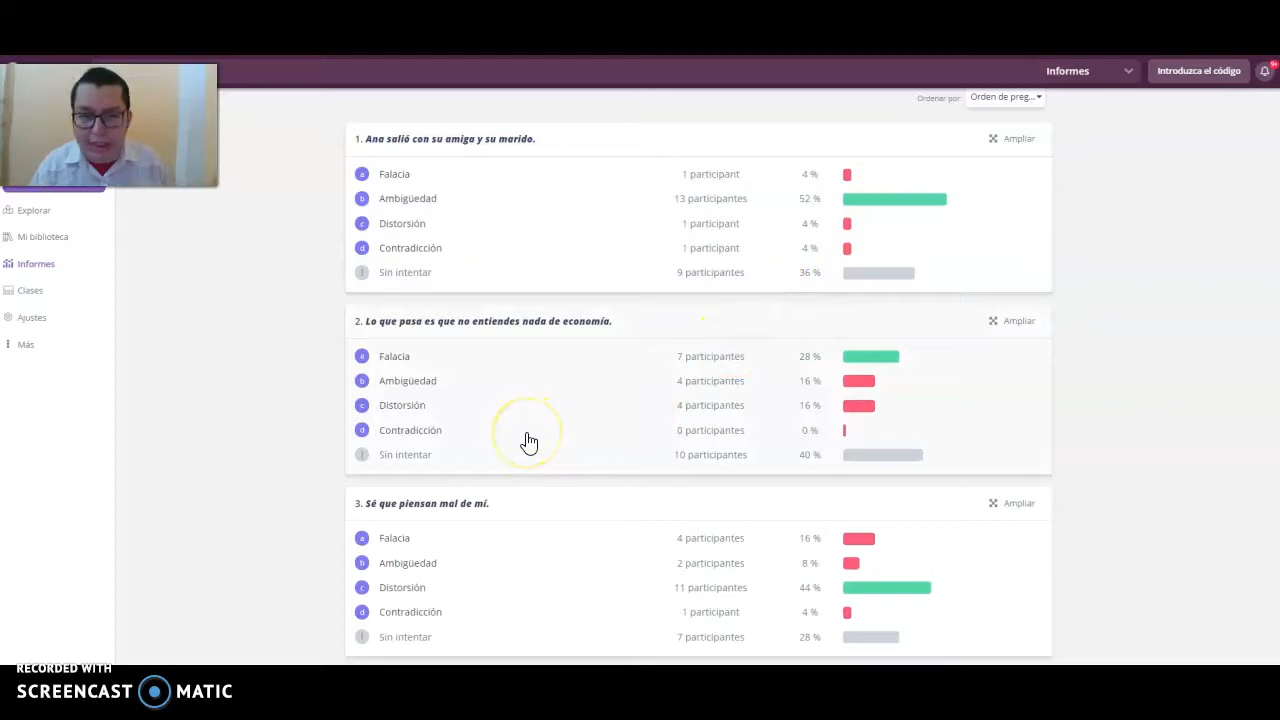 Informes
Introduzca el código
9+
Ordenar por: Orden de preg...
Explorar
Mi biblioteca
Informes
Clases
Ajustes
Más
1. Ana salió con su amiga y su marido. Ampliar
a Falacia 1 participant 4 %
b Ambigüedad 13 participantes 52 %
c Distorsión 1 participant 4 %
d Contradicción 1 participant 4 %
! Sin intentar 9 participantes 36 %
2. Lo que pasa es que no entiendes nada de economía. Ampliar
a Falacia 7 participantes 28 %
b Ambigüedad 4 participantes 16 %
c Distorsión 4 participantes 16 %
d Contradicción 0 participantes 0 %
! Sin intentar 10 participantes 40 %
3. Sé que piensan mal de mí. Ampliar
a Falacia 4 participantes 16 %
b Ambigüedad 2 participantes 8 %
c Distorsión 11 participantes 44 %
d Contradicción 1 participant 4 %
! Sin intentar 7 participantes 28 %
RECORDED WITH
SCREENCAST MATIC